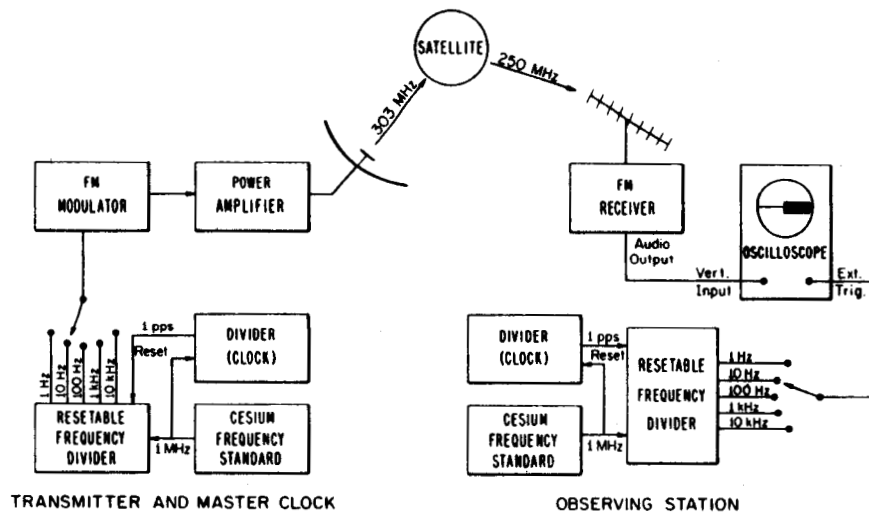 SATELLITE
303 MHz
250 MHz
FM
MODULATOR
POWER
AMPLIFIER
FM
RECEIVER
Audio
Output
OSCILLOSCOPE
Vert.
Input
Ext.
Trig.
1 Hz
10 Hz
100 Hz
1 kHz
10 kHz
1 pps
Reset
DIVIDER
(CLOCK)
RESETABLE
FREQUENCY
DIVIDER
1 MHz
CESIUM
FREQUENCY
STANDARD
DIVIDER
(CLOCK)
1 pps
Reset
CESIUM
FREQUENCY
STANDARD
1 MHz
RESETABLE
FREQUENCY
DIVIDER
1 Hz
10 Hz
100 Hz
1 kHz
10 kHz
TRANSMITTER AND MASTER CLOCK
OBSERVING STATION